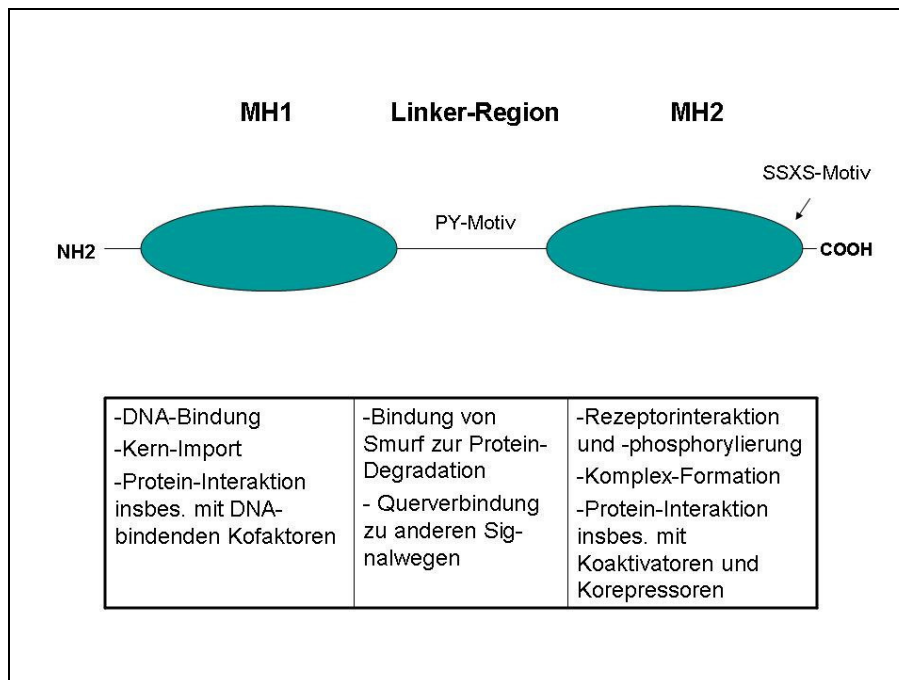 MH1 Linker-Region MH2
SSXS-Motiv
PY-Motiv
NH2
COOH
-DNA-Bindung
-Kern-Import
-Protein-Interaktion
insbes. mit DNA-
bindenden Kofaktoren
-Bindung von
Smurf zur Protein-
Degradation
- Querverbindung
zu anderen Sig-
nalwegen
-Rezeptorinteraktion
und -phosphorylierung
-Komplex-Formation
-Protein-Interaktion
insbes. mit
Koaktivatoren und
Korepressoren